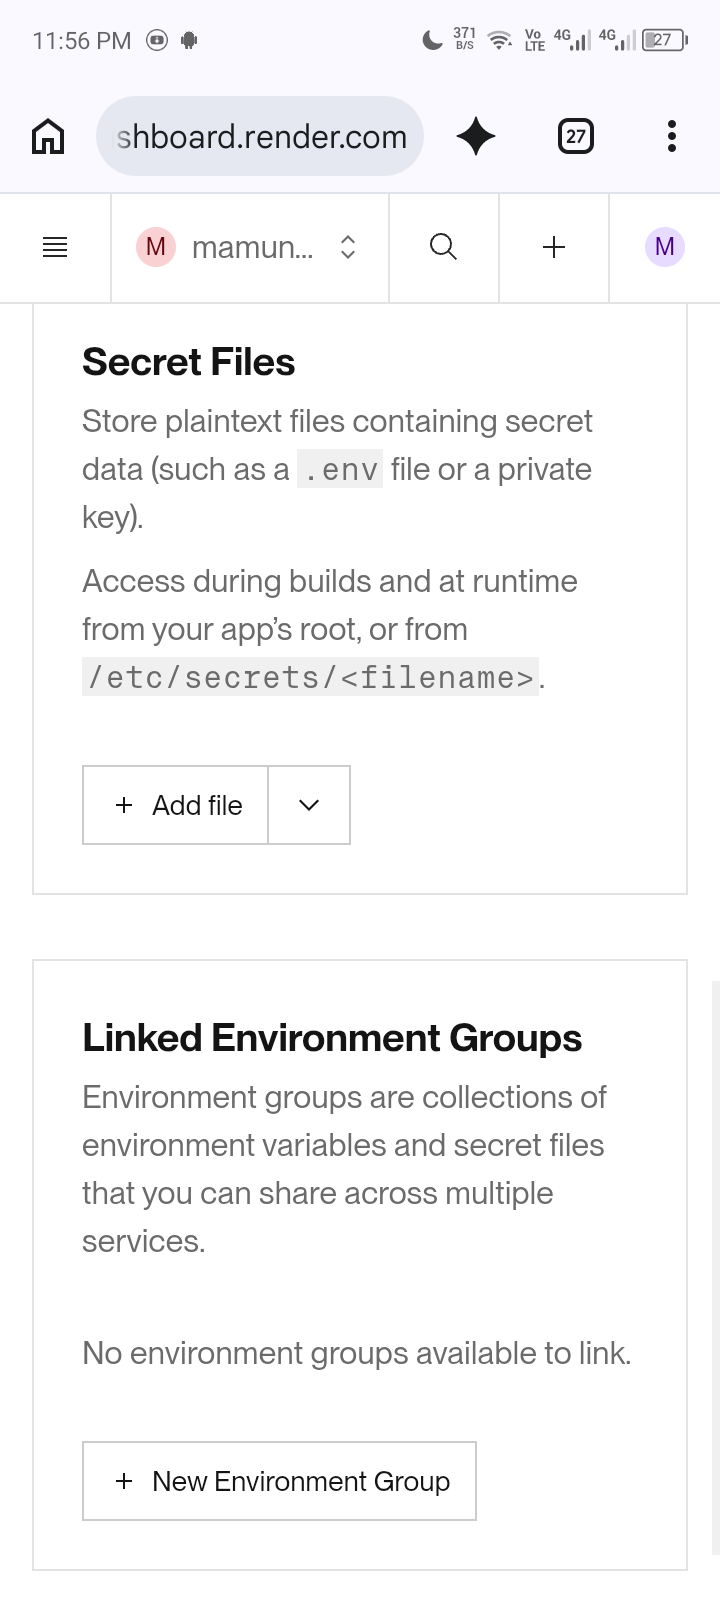 11:56 PM 371 B/S Vo LTE 4G 4G 27
shboard.render.com 27
M mamun... M
Secret Files
Store plaintext files containing secret
data (such as a .env file or a private
key).
Access during builds and at runtime
from your app’s root, or from
/etc/secrets/<filename>.
+ Add file
Linked Environment Groups
Environment groups are collections of
environment variables and secret files
that you can share across multiple
services.
No environment groups available to link.
+ New Environment Group